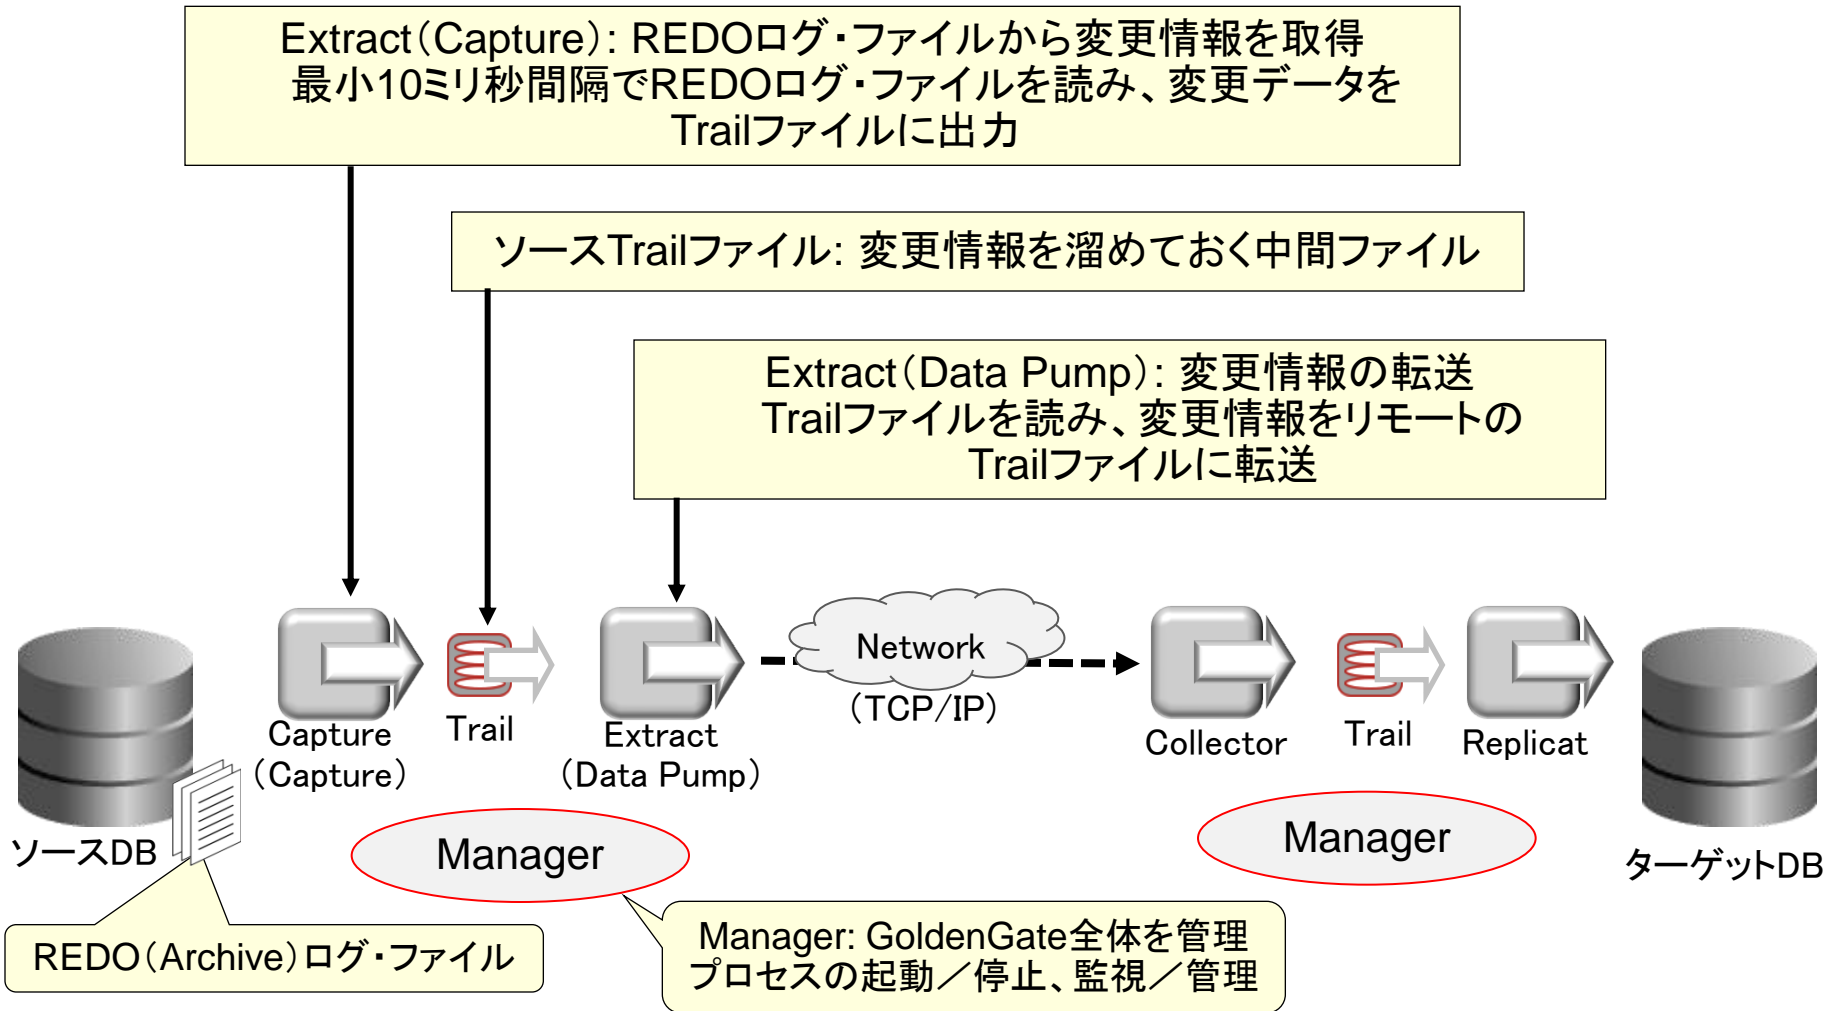 Extract(Capture): REDOログ・ファイルから変更情報を取得
最小10ミリ秒間隔でREDOログ・ファイルを読み、変更データを
Trailファイルに出力
ソースTrailファイル: 変更情報を溜めておく中間ファイル
Extract(Data Pump): 変更情報の転送
Trailファイルを読み、変更情報をリモートの
Trailファイルに転送
Network
(TCP/IP)
Capture
(Capture)
Trail
Extract
(Data Pump)
Collector
Trail
Replicat
ソースDB
Manager
Manager
ターゲットDB
REDO(Archive)ログ・ファイル
Manager: GoldenGate全体を管理
プロセスの起動/停止、監視/管理